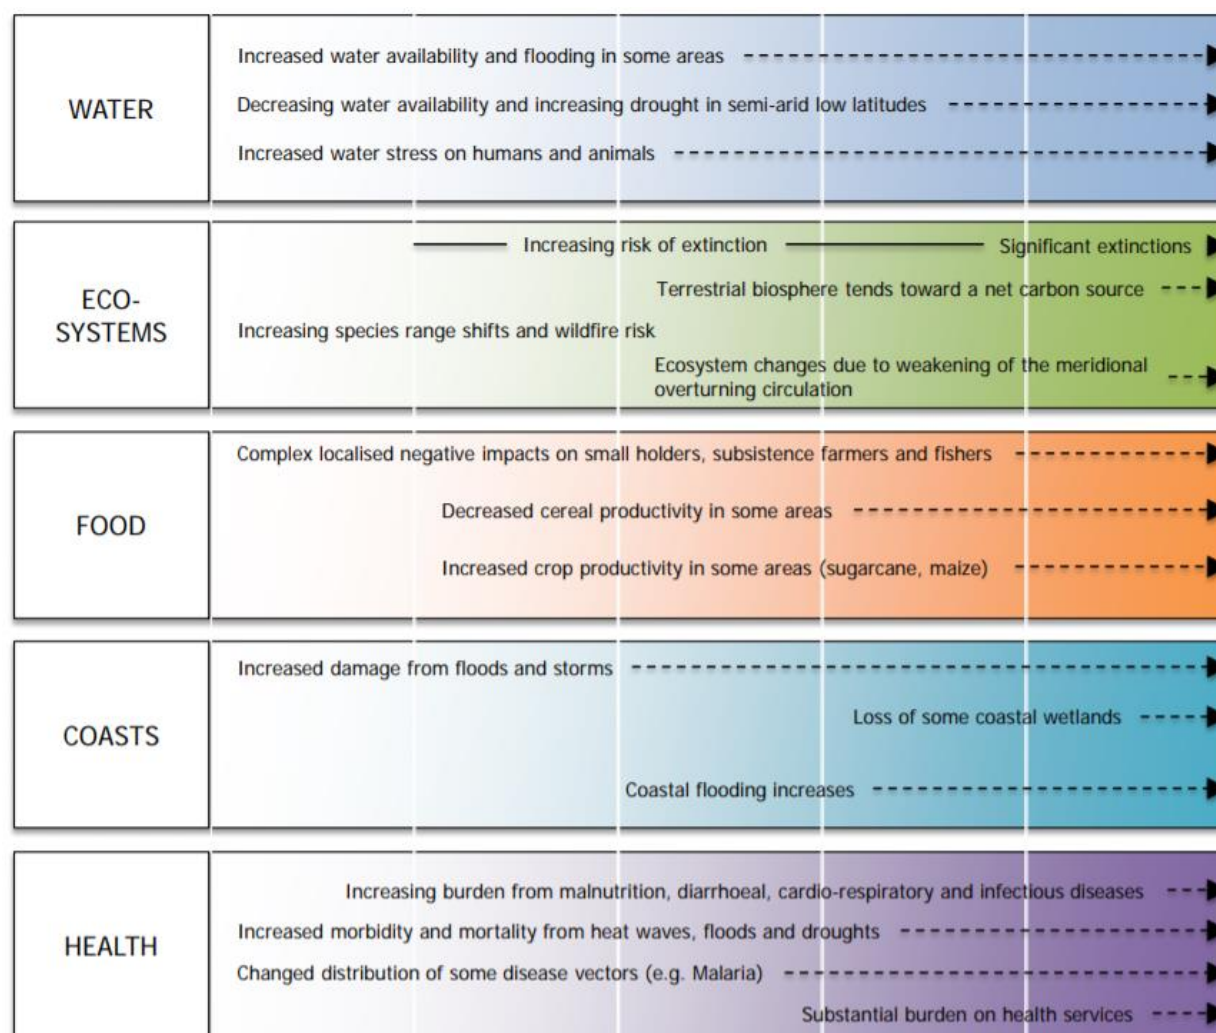 WATER
Increased water availability and flooding in some areas
Decreasing water availability and increasing drought in semi-arid low latitudes
Increased water stress on humans and animals
ECO-
SYSTEMS
Increasing risk of extinction
Significant extinctions
Terrestrial biosphere tends toward a net carbon source
Increasing species range shifts and wildfire risk
Ecosystem changes due to weakening of the meridional
overturning circulation
FOOD
Complex localised negative impacts on small holders, subsistence farmers and fishers
Decreased cereal productivity in some areas
Increased crop productivity in some areas (sugarcane, maize)
COASTS
Increased damage from floods and storms
Loss of some coastal wetlands
Coastal flooding increases
HEALTH
Increasing burden from malnutrition, diarrhoeal, cardio-respiratory and infectious diseases
Increased morbidity and mortality from heat waves, floods and droughts
Changed distribution of some disease vectors (e.g. Malaria)
Substantial burden on health services